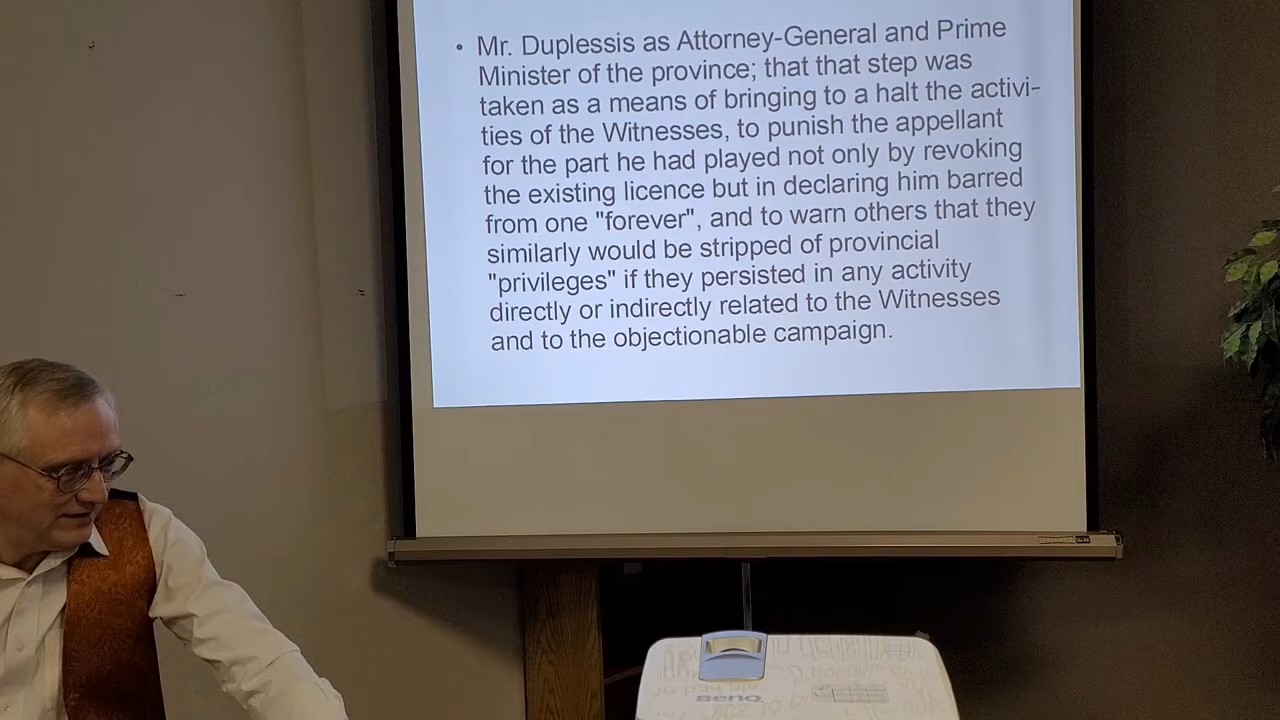 • Mr. Duplessis as Attorney-General and Prime
Minister of the province; that that step was
taken as a means of bringing to a halt the activi-
ties of the Witnesses, to punish the appellant
for the part he had played not only by revoking
the existing licence but in declaring him barred
from one "forever", and to warn others that they
similarly would be stripped of provincial
"privileges" if they persisted in any activity
directly or indirectly related to the Witnesses
and to the objectionable campaign.
BenQ